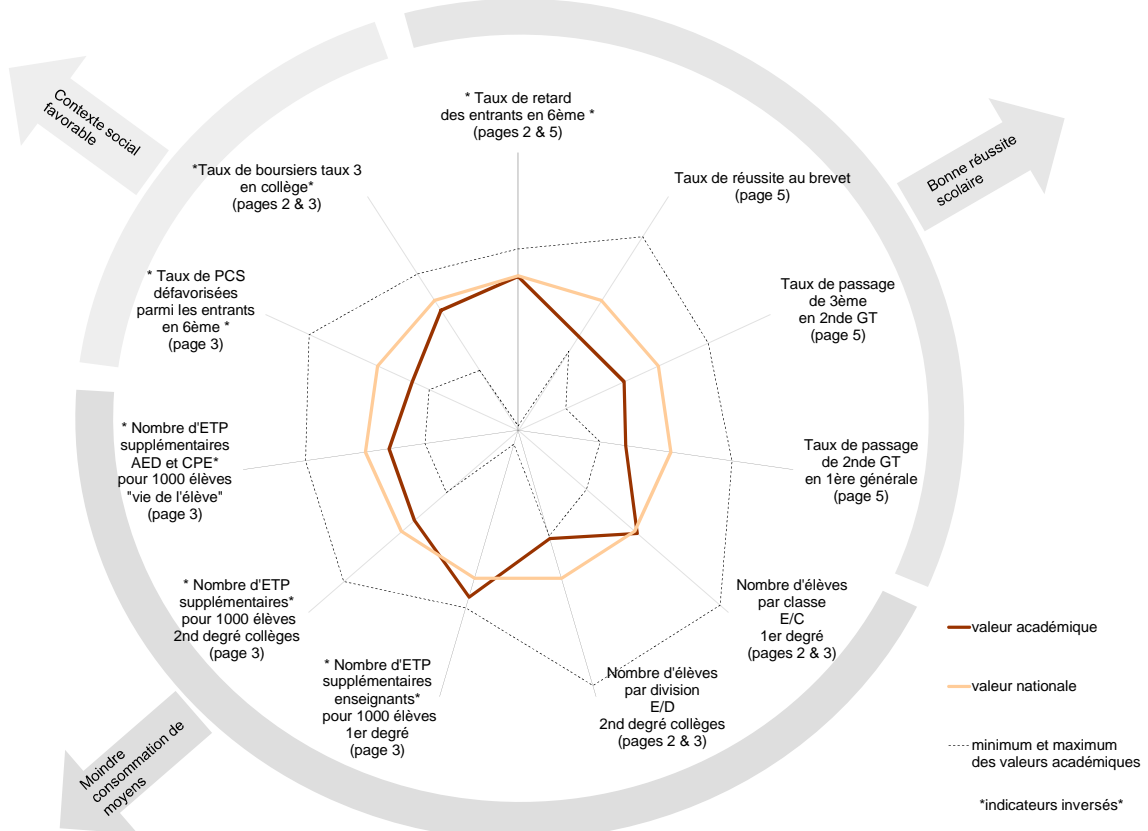 * Taux de retard
des entrants en 6ème *
(pages 2 & 5)
Taux de réussite au brevet
(page 5)
Taux de passage
de 3ème
en 2nde GT
(page 5)
Taux de passage
de 2nde GT
en 1ère générale
(page 5)
Nombre d'élèves
par classe
E/C
1er degré
(pages 2 & 3)
Nombre d'élèves
par division
E/D
2nd degré collèges
(pages 2 & 3)
* Nombre d'ETP
supplémentaires
enseignants*
pour 1000 élèves
1er degré
(page 3)
* Nombre d'ETP
supplémentaires*
pour 1000 élèves
2nd degré collèges
(page 3)
* Nombre d'ETP
supplémentaires
AED et CPE*
pour 1000 élèves
"vie de l'élève"
(page 3)
* Taux de PCS
défavorisées
parmi les entrants
en 6ème *
(page 3)
*Taux de boursiers taux 3
en collège*
(pages 2 & 3)
Contexte social
favorable
Bonne réussite
scolaire
Moindre
consommation de
moyens
valeur académique
valeur nationale
minimum et maximum
des valeurs académiques
*indicateurs inversés*